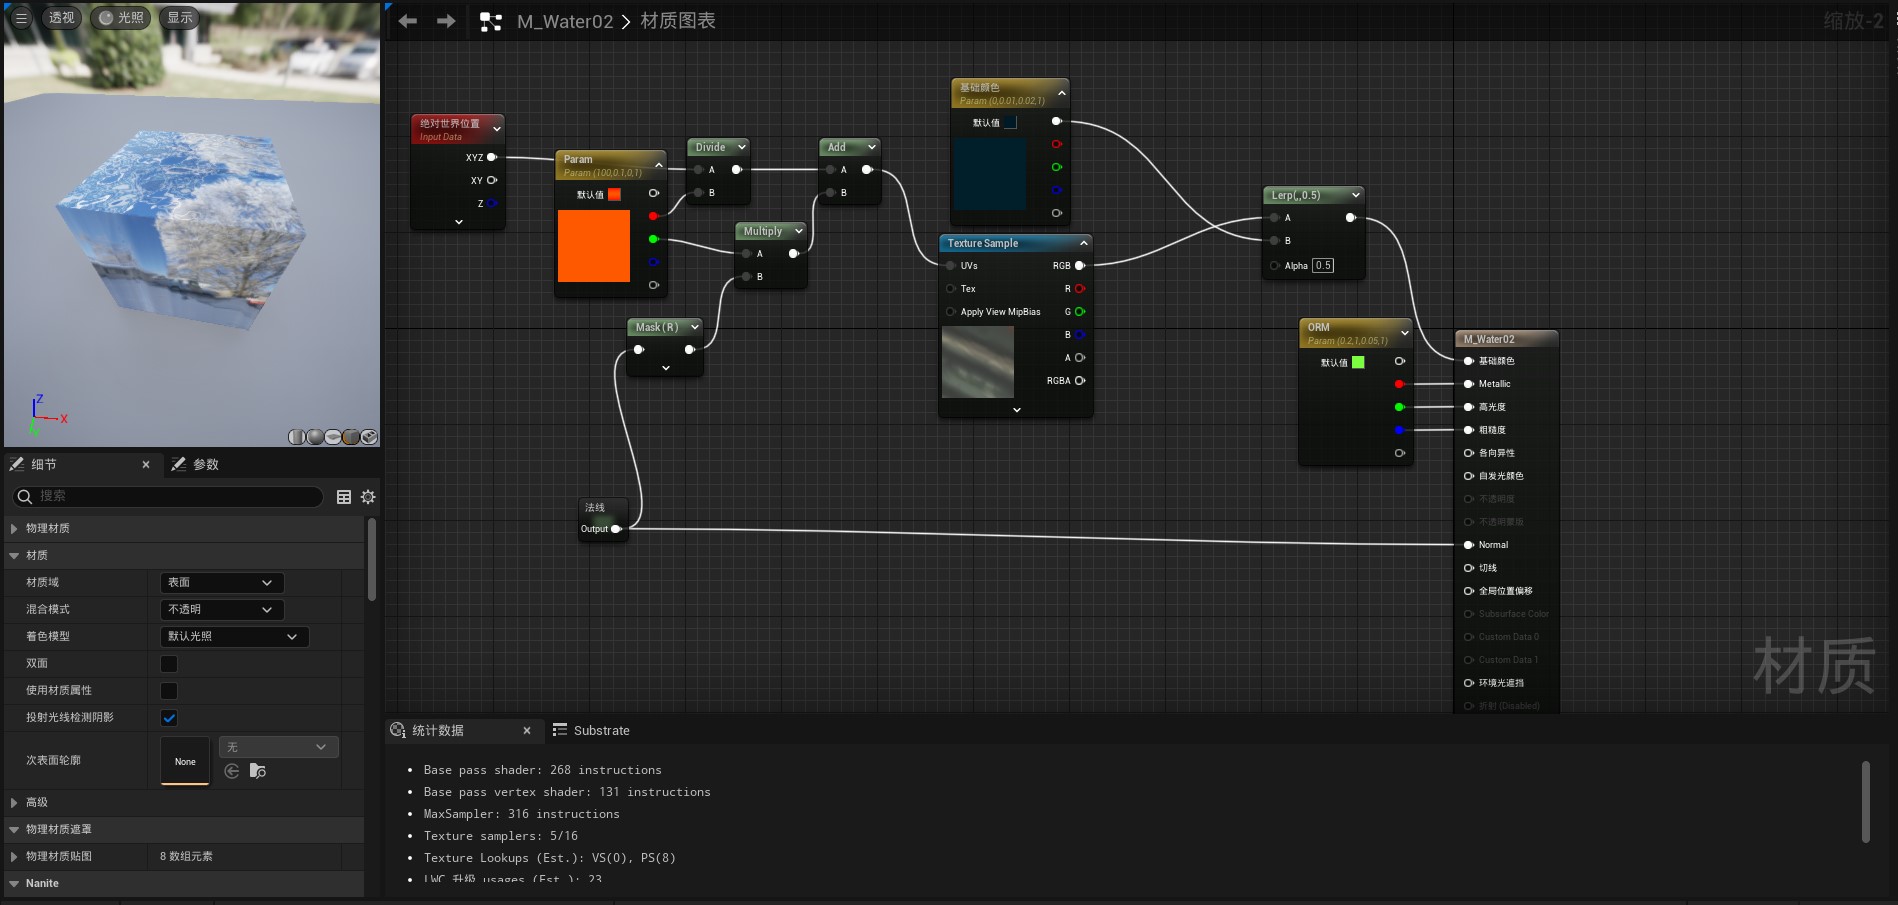 透视
光照
显示
M_Water02
材质图表
缩放-2
绝对世界位置
Input Data
XYZ
XY
Z
Param
Param (100,0.1,0,1)
默认值
Divide
A
B
Add
A
B
Multiply
A
B
Mask ( R )
法线
Output
基础颜色
Param (0,0.01,0.02,1)
默认值
Texture Sample
UVs
RGB
Tex
R
Apply View MipBias
G
B
A
RGBA
Lerp(,,0.5)
A
B
Alpha
0.5
ORM
Param (0.2,1,0.05,1)
默认值
M_Water02
基础颜色
Metallic
高光度
粗糙度
各向异性
自发光颜色
不透明度
不透明蒙版
Normal
切线
全局位置偏移
Subsurface Color
Custom Data 0
Custom Data 1
环境光遮挡
折射 (Disabled)
材质
Z
X
细节
参数
搜索
物理材质
材质
材质域
表面
混合模式
不透明
着色模型
默认光照
双面
使用材质属性
投射光线检测阴影
次表面轮廓
None
无
高级
物理材质遮罩
物理材质贴图
8 数组元素
Nanite
统计数据
Substrate
Base pass shader: 268 instructions
Base pass vertex shader: 131 instructions
MaxSampler: 316 instructions
Texture samplers: 5/16
Texture Lookups (Est.): VS(0), PS(8)
LWC 升级 usages (Est.): 23